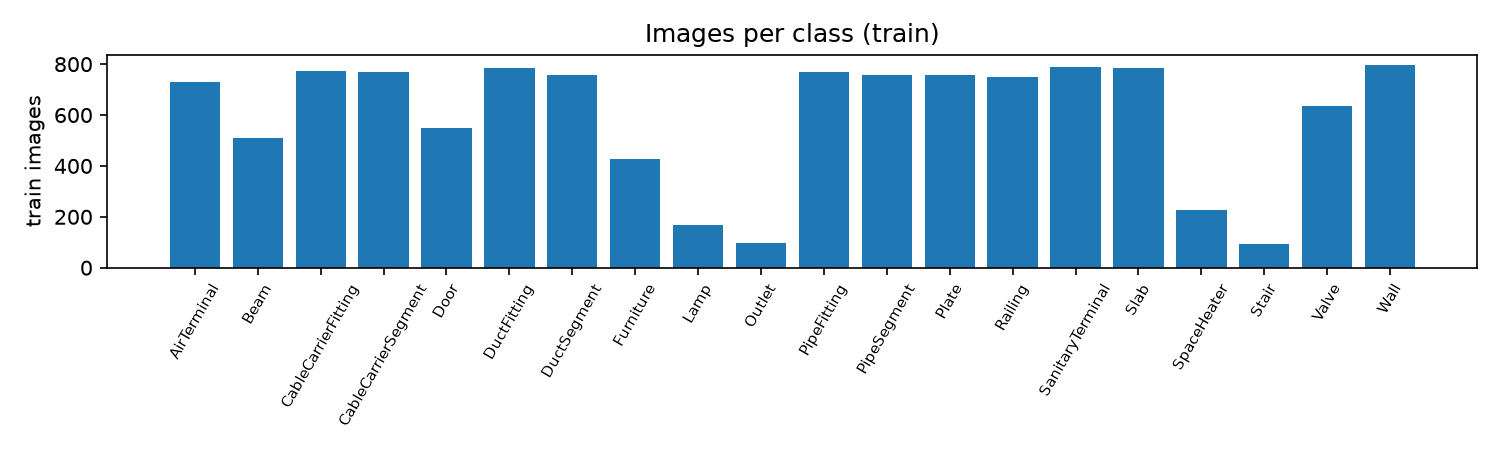 Images per class (train)
train images
800
600
400
200
0
AirTerminal
Beam
CableCarrierFitting
CableCarrierSegment
Door
DuctFitting
DuctSegment
Furniture
Lamp
Outlet
PipeFitting
PipeSegment
Plate
Railing
SanitaryTerminal
Slab
SpaceHeater
Stair
Valve
Wall